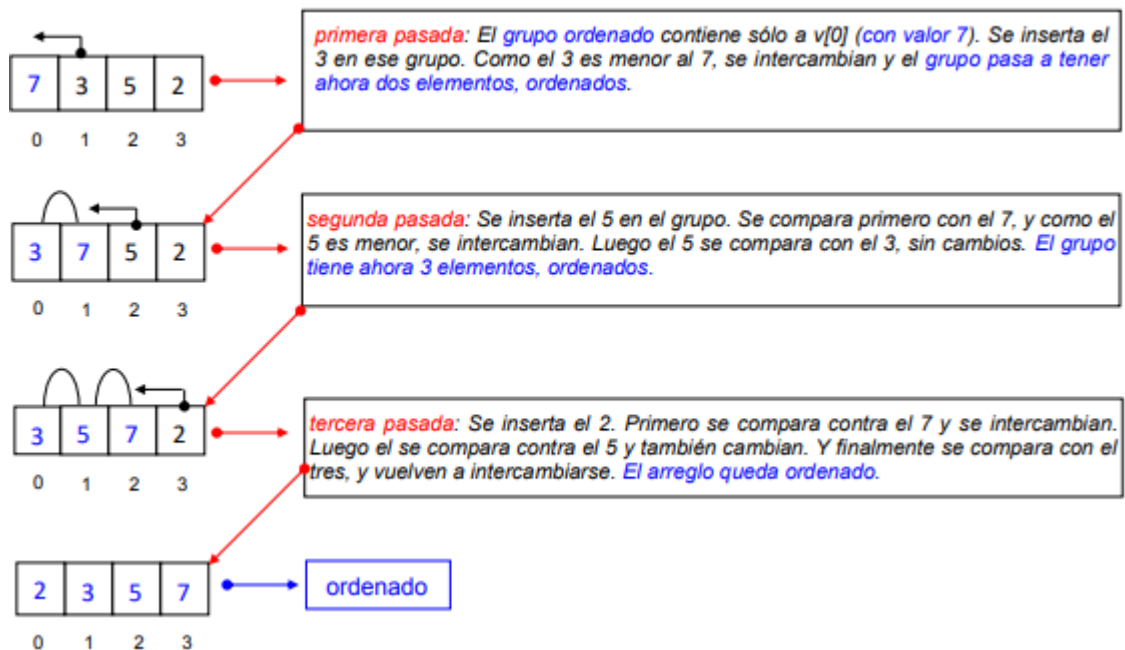 primera pasada: El grupo ordenado contiene sólo a v[0] (con valor 7). Se inserta el
3 en ese grupo. Como el 3 es menor al 7, se intercambian y el grupo pasa a tener
ahora dos elementos, ordenados.
7 3 5 2
0 1 2 3
segunda pasada: Se inserta el 5 en el grupo. Se compara primero con el 7, y como el
5 es menor, se intercambian. Luego el 5 se compara con el 3, sin cambios. El grupo
tiene ahora 3 elementos, ordenados.
3 7 5 2
0 1 2 3
tercera pasada: Se inserta el 2. Primero se compara contra el 7 y se intercambian.
Luego el se compara contra el 5 y también cambian. Y finalmente se compara con el
tres, y vuelven a intercambiarse. El arreglo queda ordenado.
3 5 7 2
0 1 2 3
2 3 5 7
ordenado
0 1 2 3